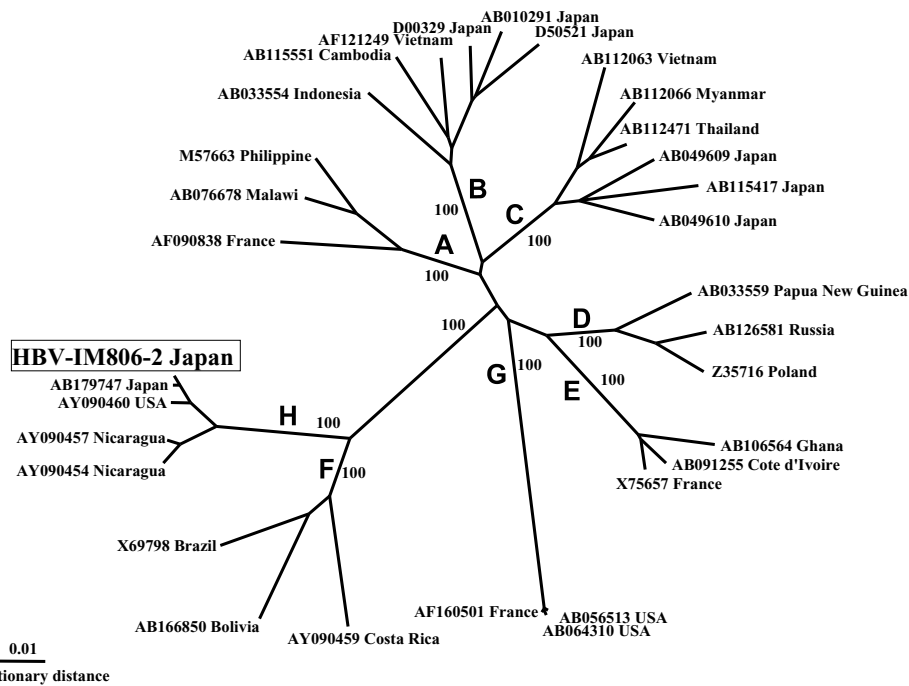 AB010291 Japan
D00329 Japan
D50521 Japan
AF121249 Vietnam
AB115551 Cambodia
AB112063 Vietnam
AB033554 Indonesia
AB112066 Myanmar
AB112471 Thailand
M57663 Philippine
AB049609 Japan
B
AB076678 Malawi
AB115417 Japan
100
C
AB049610 Japan
AF090838 France
A
100
100
AB033559 Papua New Guinea
100
D
AB126581 Russia
100
HBV-IM806-2 Japan
G
100
Z35716 Poland
100
E
AB179747 Japan
AY090460 USA
H
100
AY090457 Nicaragua
AB106564 Ghana
AY090454 Nicaragua
F
100
AB091255 Cote d'Ivoire
X75657 France
X69798 Brazil
AF160501 France
AB056513 USA
AB166850 Bolivia
AB064310 USA
AY090459 Costa Rica
0.01
distance